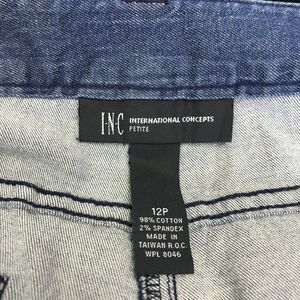 I·N·C INTERNATIONAL CONCEPTS
PETITE
12P
98% COTTON
2% SPANDEX
MADE IN
TAIWAN R.O.C.
WPL 8046